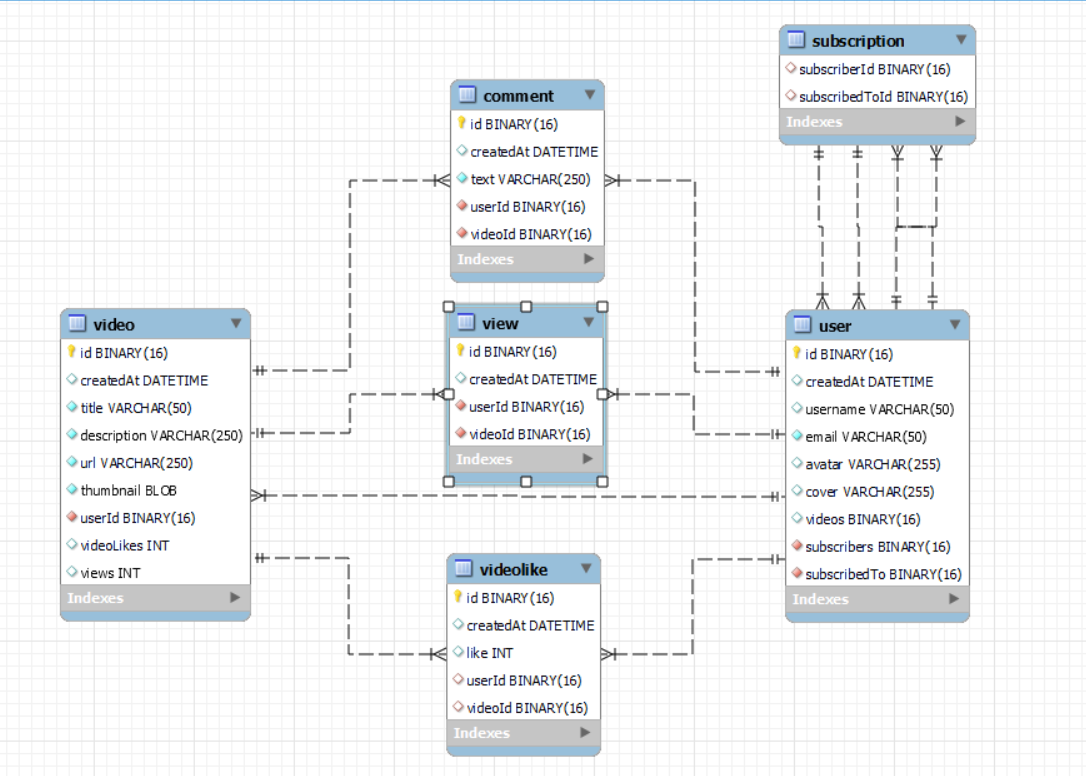 subscription
subscriberId BINARY(16)
subscribedToId BINARY(16)
Indexes
comment
id BINARY(16)
createdAt DATETIME
text VARCHAR(250)
userId BINARY(16)
videoId BINARY(16)
Indexes
video
id BINARY(16)
createdAt DATETIME
title VARCHAR(50)
description VARCHAR(250)
url VARCHAR(250)
thumbnail BLOB
userId BINARY(16)
videoLikes INT
views INT
Indexes
view
id BINARY(16)
createdAt DATETIME
userId BINARY(16)
videoId BINARY(16)
Indexes
user
id BINARY(16)
createdAt DATETIME
username VARCHAR(50)
email VARCHAR(50)
avatar VARCHAR(255)
cover VARCHAR(255)
videos BINARY(16)
subscribers BINARY(16)
subscribedTo BINARY(16)
Indexes
videolike
id BINARY(16)
createdAt DATETIME
like INT
userId BINARY(16)
videoId BINARY(16)
Indexes